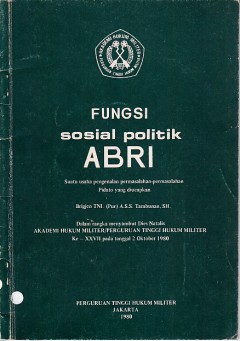 FUNGSI
sosial politik
ABRI
Suatu usaha pengenalan permasalahan-permasalahan
Pidato yang diucapkan
Brigjen TNI. (Pur) A.S.S. Tambunan, SH.
Dalam rangka menyambut Dies Natalis
AKADEMI HUKUM MILITER/PERGURUAN TINGGI HUKUM MILITER
Ke – XXVII pada tanggal 2 Oktober 1980
PERGURUAN TINGGI HUKUM MILITER
JAKARTA
1980